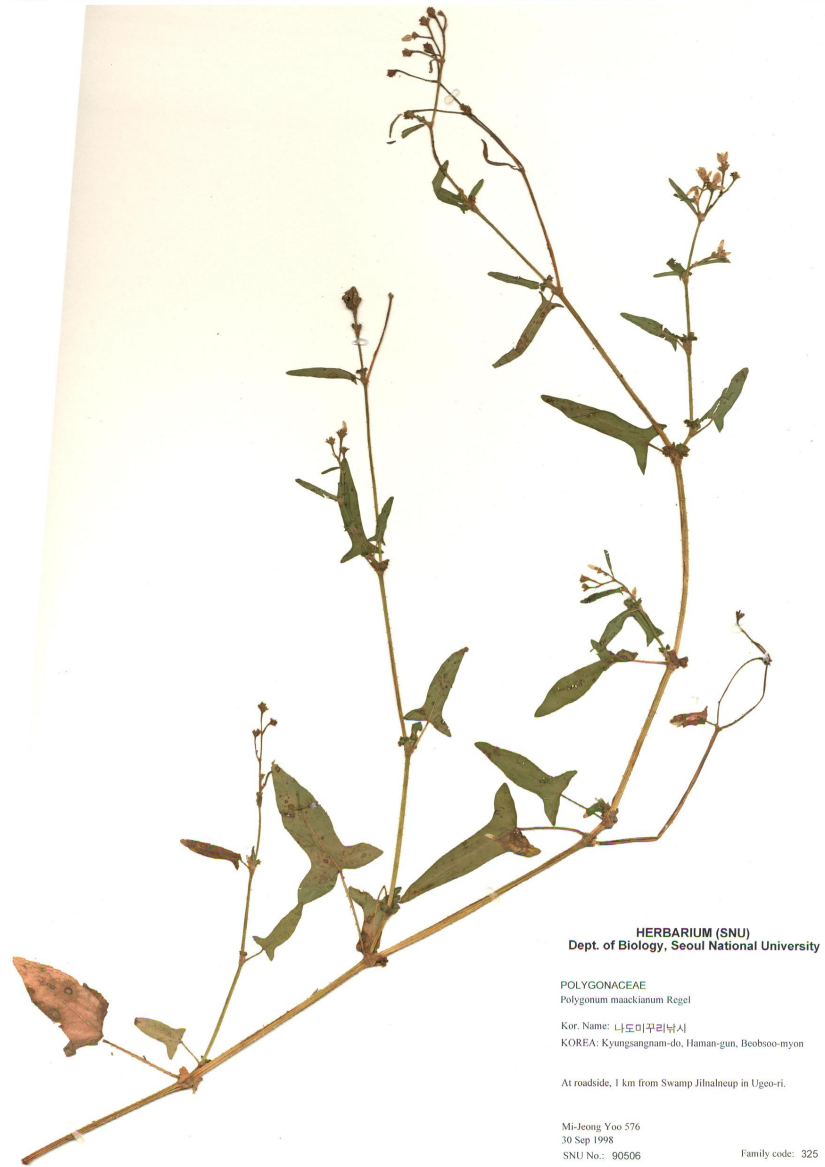 HERBARIUM (SNU)
Dept. of Biology, Seoul National University
POLYGONACEAE
Polygonum maackianum Regel
Kor. Name: 나도미꾸리낚시
KOREA: Kyungsangnam-do, Haman-gun, Beobsoo-myon
At roadside, 1 km from Swamp Jilnalneup in Ugeo-ri.
Mi-Jeong Yoo 576
30 Sep 1998
SNU No.: 90506 Family code: 325